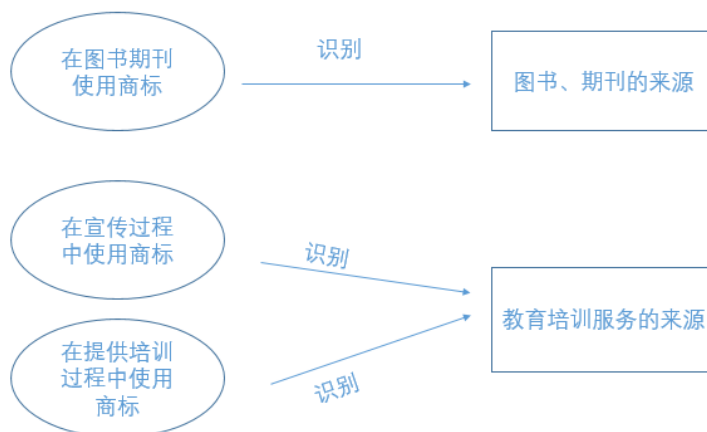 在图书期刊
使用商标
识别
图书、期刊的来源
在宣传过程
中使用商标
识别
教育培训服务的来源
在提供培训
过程中使用
商标
识别